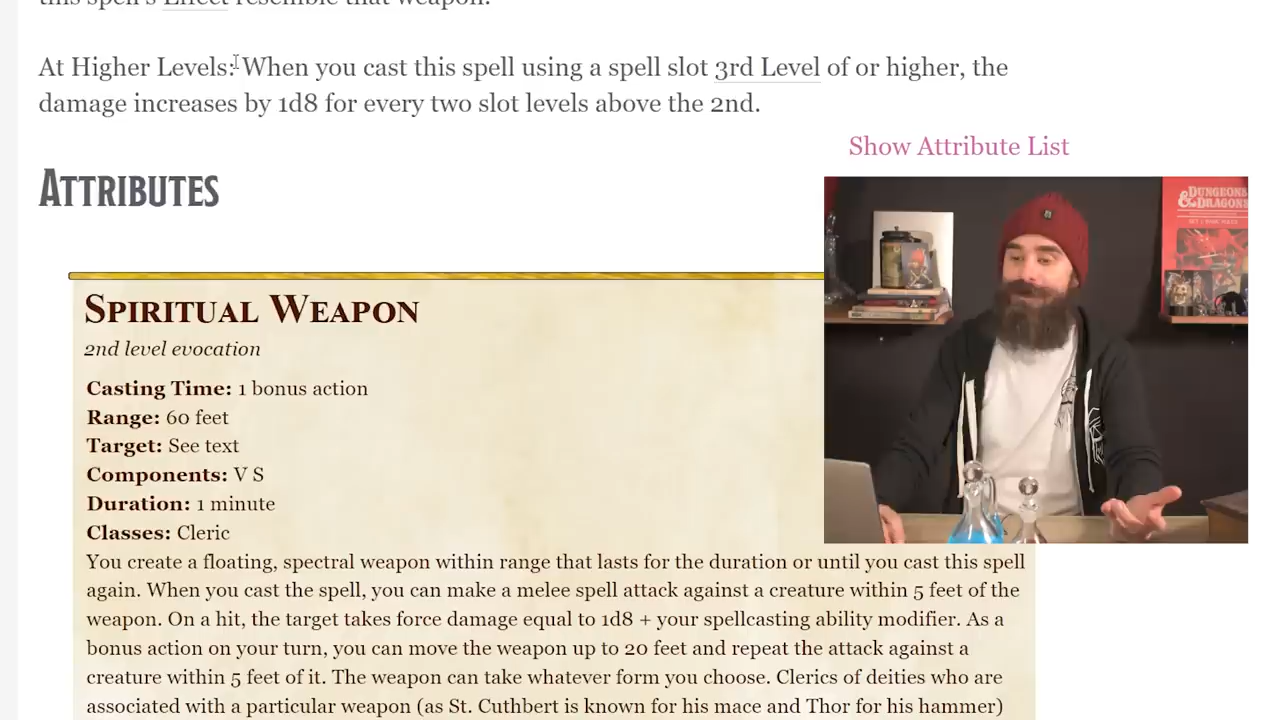 this spell's Effect resemble that weapon.
At Higher Levels: When you cast this spell using a spell slot 3rd Level of or higher, the
damage increases by 1d8 for every two slot levels above the 2nd.
Show Attribute List
ATTRIBUTES
DUNGEONS
& DRAGONS
SPIRITUAL WEAPON
2nd level evocation
Casting Time: 1 bonus action
Range: 60 feet
Target: See text
Components: V S
Duration: 1 minute
Classes: Cleric
You create a floating, spectral weapon within range that lasts for the duration or until you cast this spell
again. When you cast the spell, you can make a melee spell attack against a creature within 5 feet of the
weapon. On a hit, the target takes force damage equal to 1d8 + your spellcasting ability modifier. As a
bonus action on your turn, you can move the weapon up to 20 feet and repeat the attack against a
creature within 5 feet of it. The weapon can take whatever form you choose. Clerics of deities who are
associated with a particular weapon (as St. Cuthbert is known for his mace and Thor for his hammer)